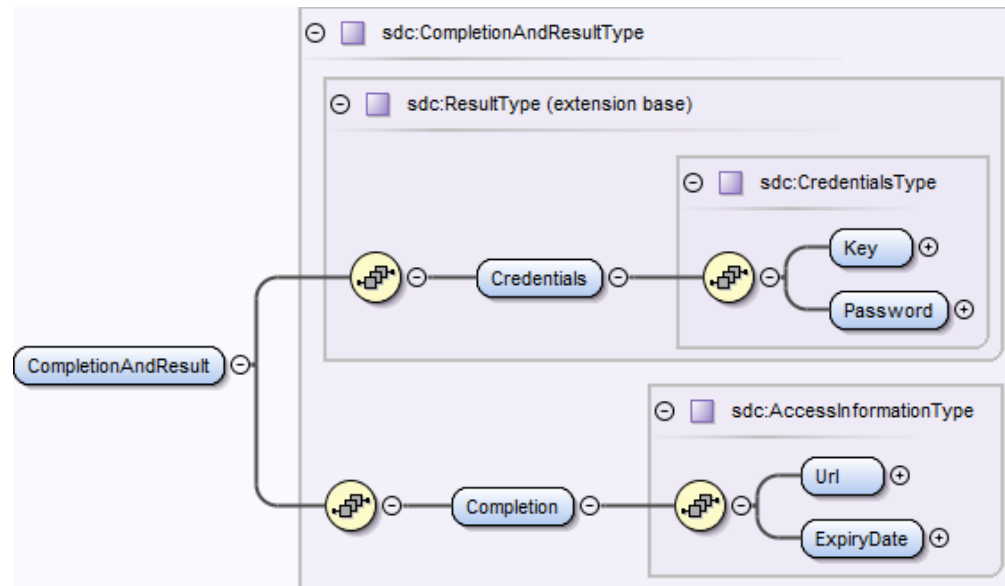 sdc:CompletionAndResultType
sdc:ResultType (extension base)
sdc:CredentialsType
Key
Credentials
Password
CompletionAndResult
sdc:AccessInformationType
Url
Completion
ExpiryDate